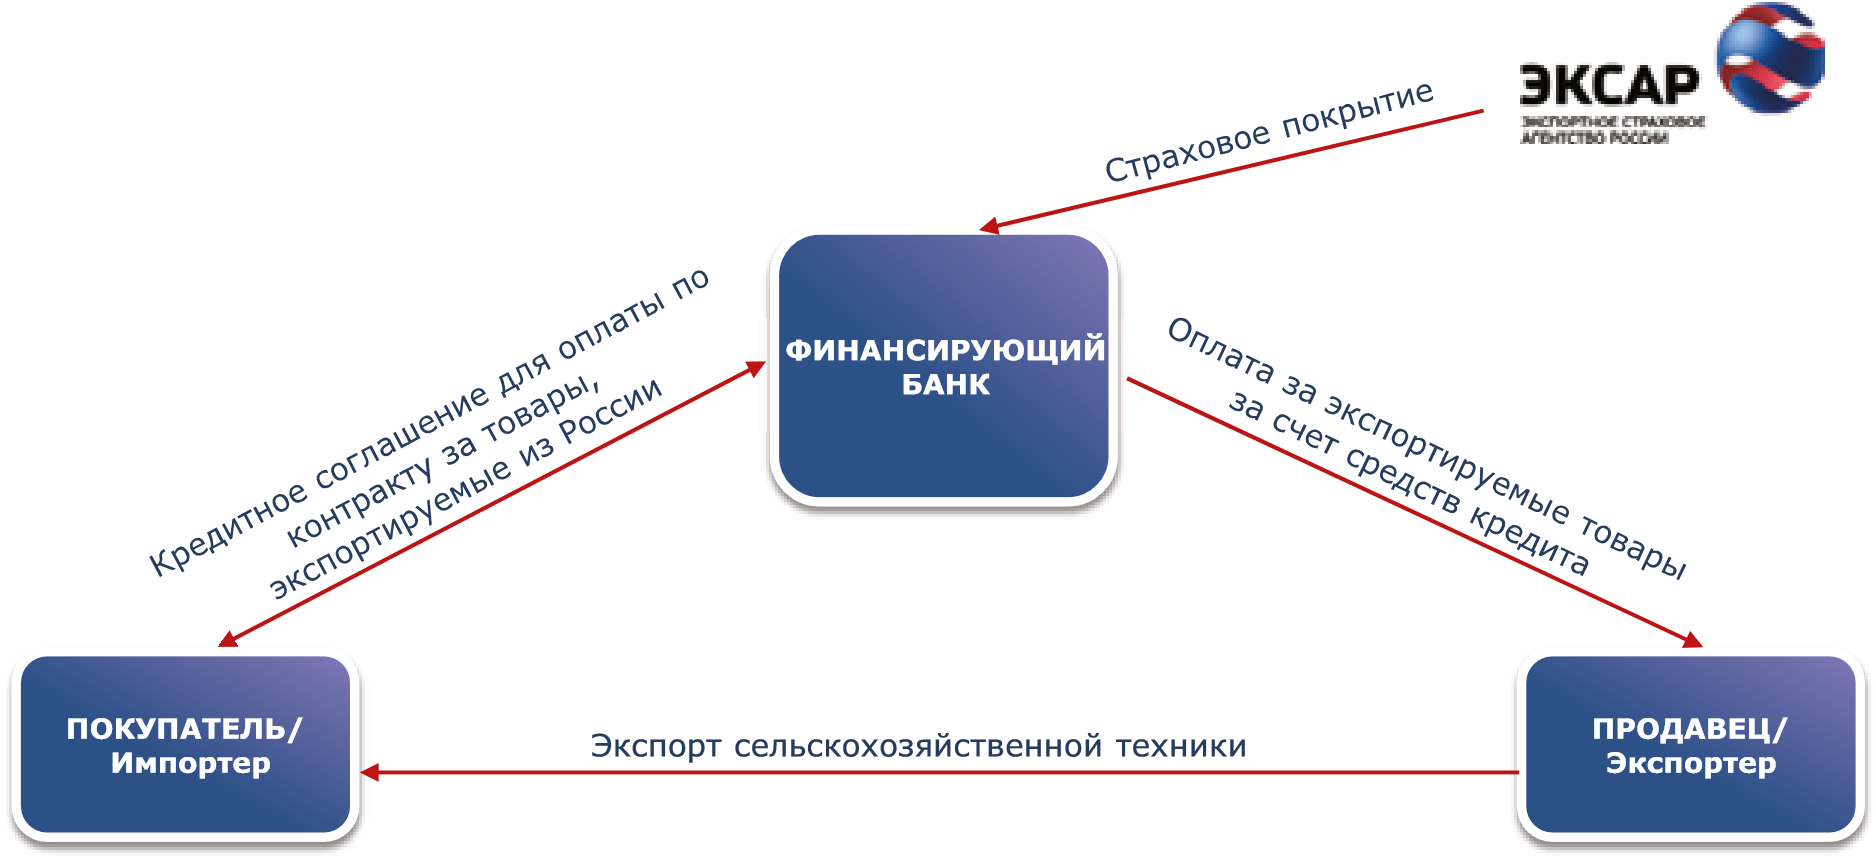 ЭКСАР
ЭКСПОРТНОЕ СТРАХОВОЕ
АГЕНТСТВО РОССИИ
Страховое покрытие
ФИНАНСИРУЮЩИЙ
БАНК
Кредитное соглашение для оплаты по
контракту за товары,
экспортируемые из России
Оплата за экспортируемые товары
за счет средств кредита
ПОКУПАТЕЛЬ/
Импортер
Экспорт сельскохозяйственной техники
ПРОДАВЕЦ/
Экспортер